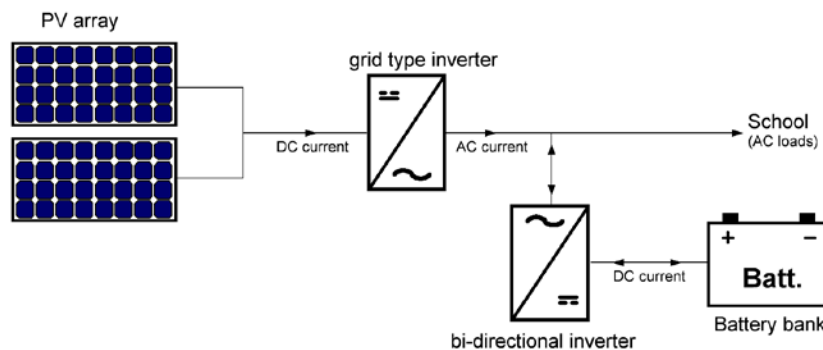 PV array
grid type inverter
DC current
AC current
School
(AC loads)
DC current
+ −
Batt.
Battery bank
bi-directional inverter